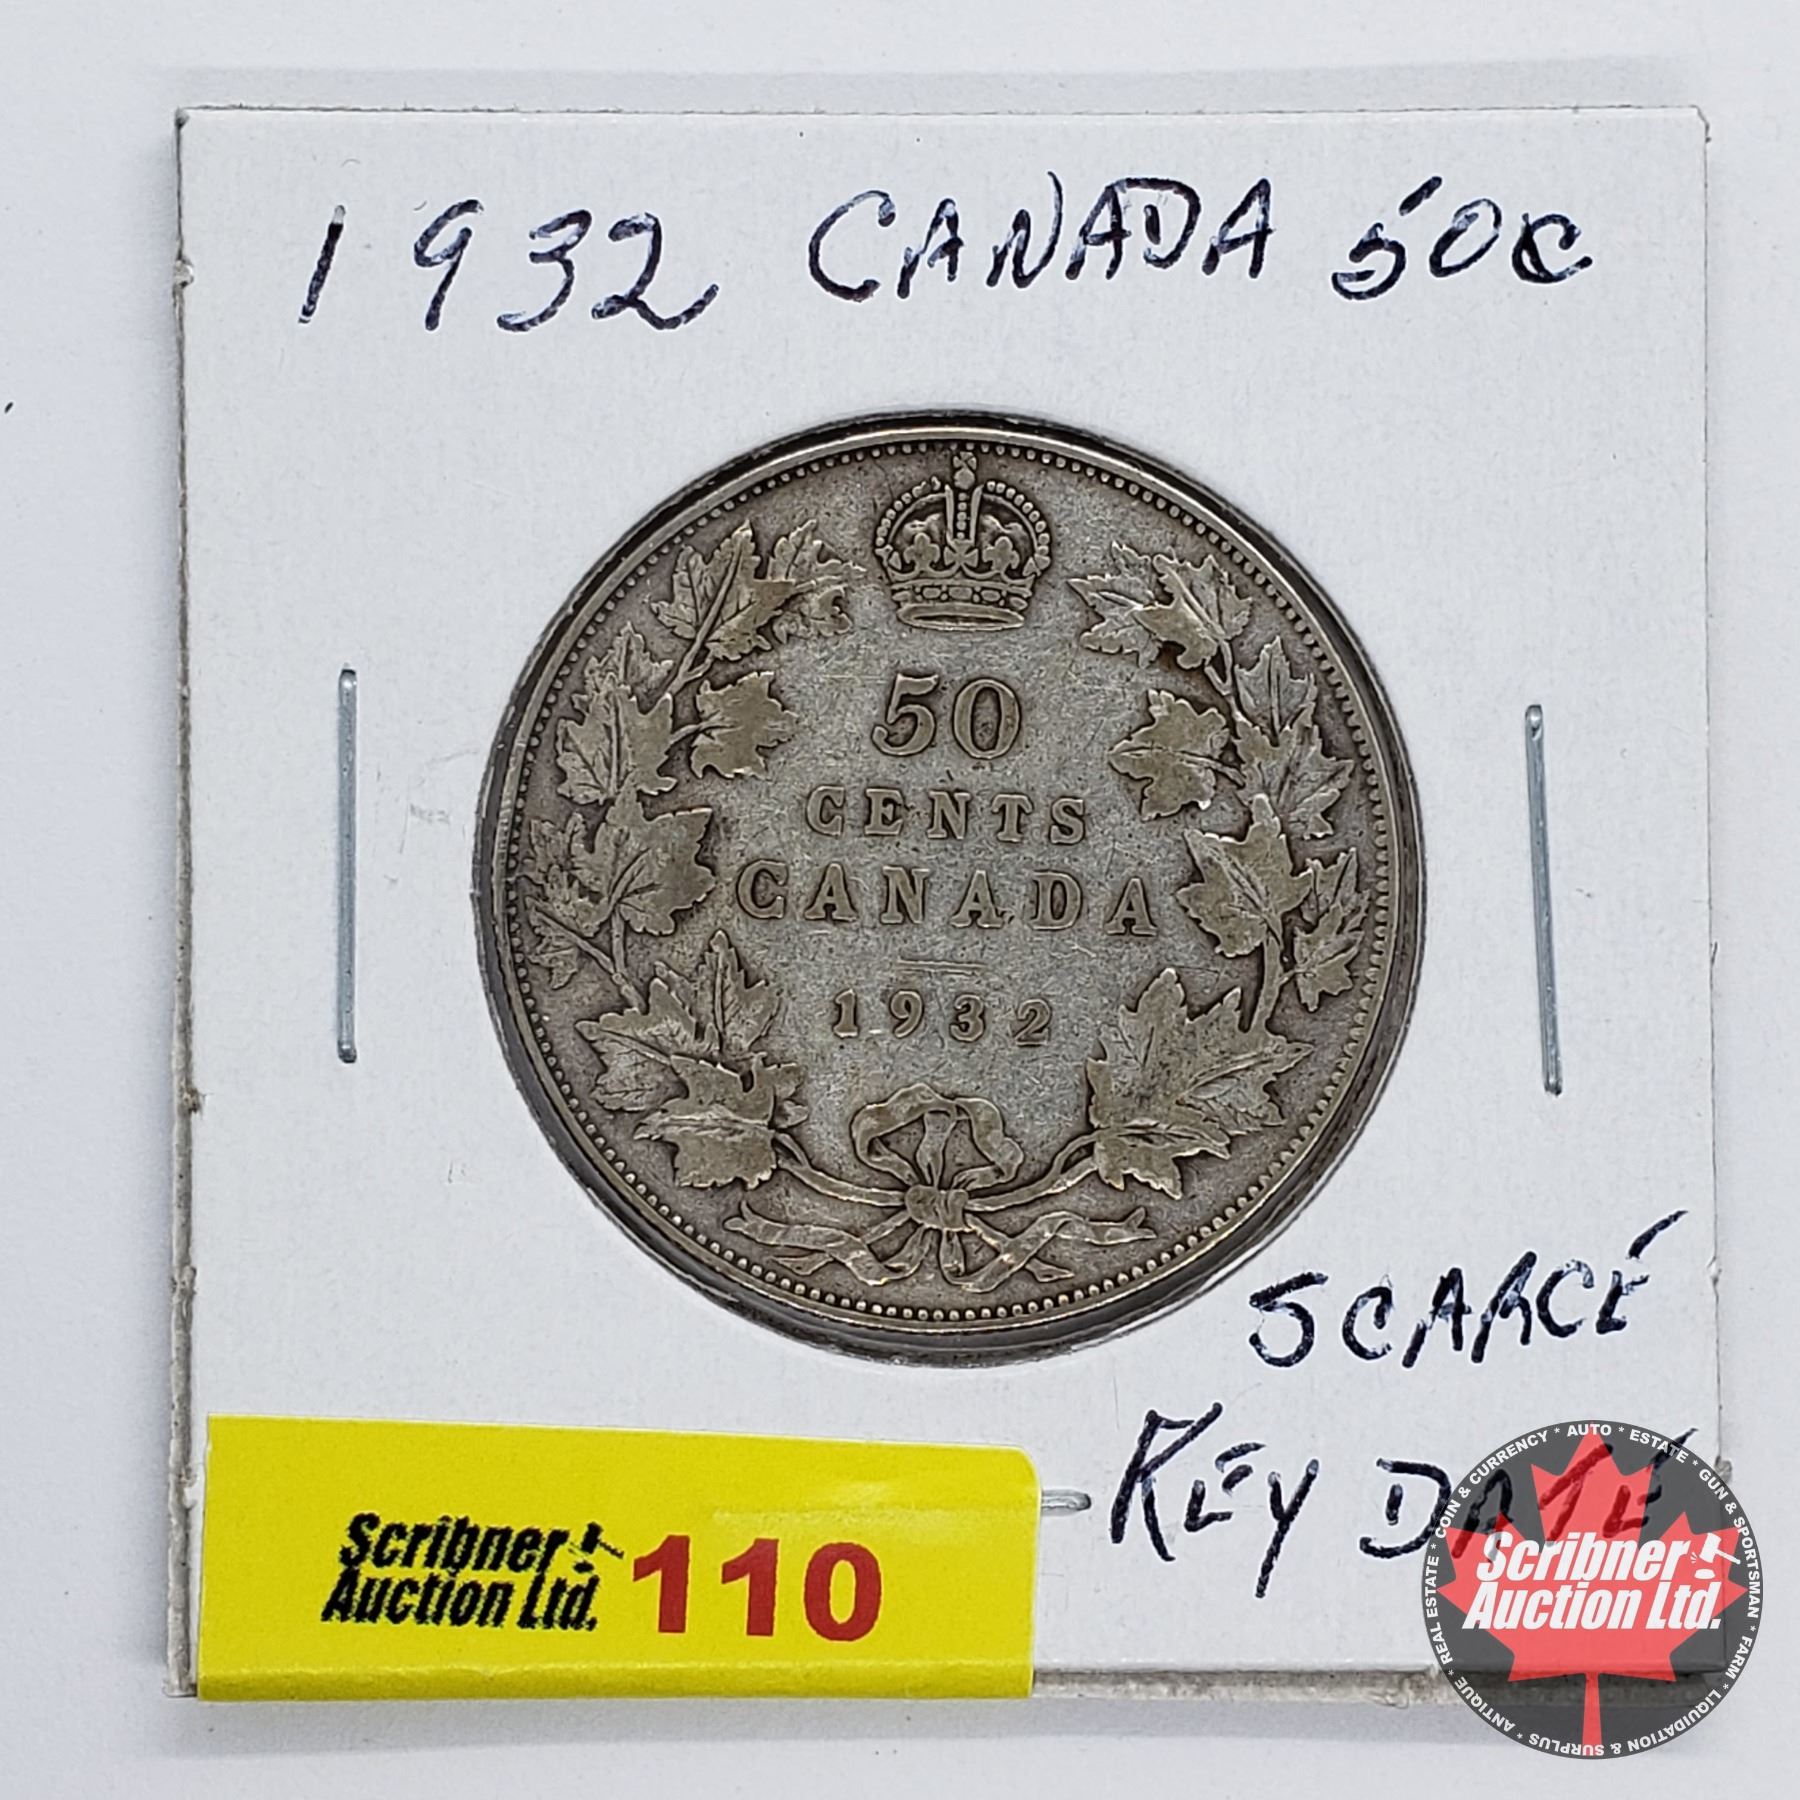 1932 CANADA 50¢
50
CENTS
CANADA
1932
SCARCE
KEY DATE
Scribner
Auction Ltd.
110
Scribner
Auction Ltd.
* REAL ESTATE * COIN & CURRENCY * AUTO * ESTATE * GUN & SPORTSMAN * FARM * LIQUIDATION & SURPLUS * ANTIQUE